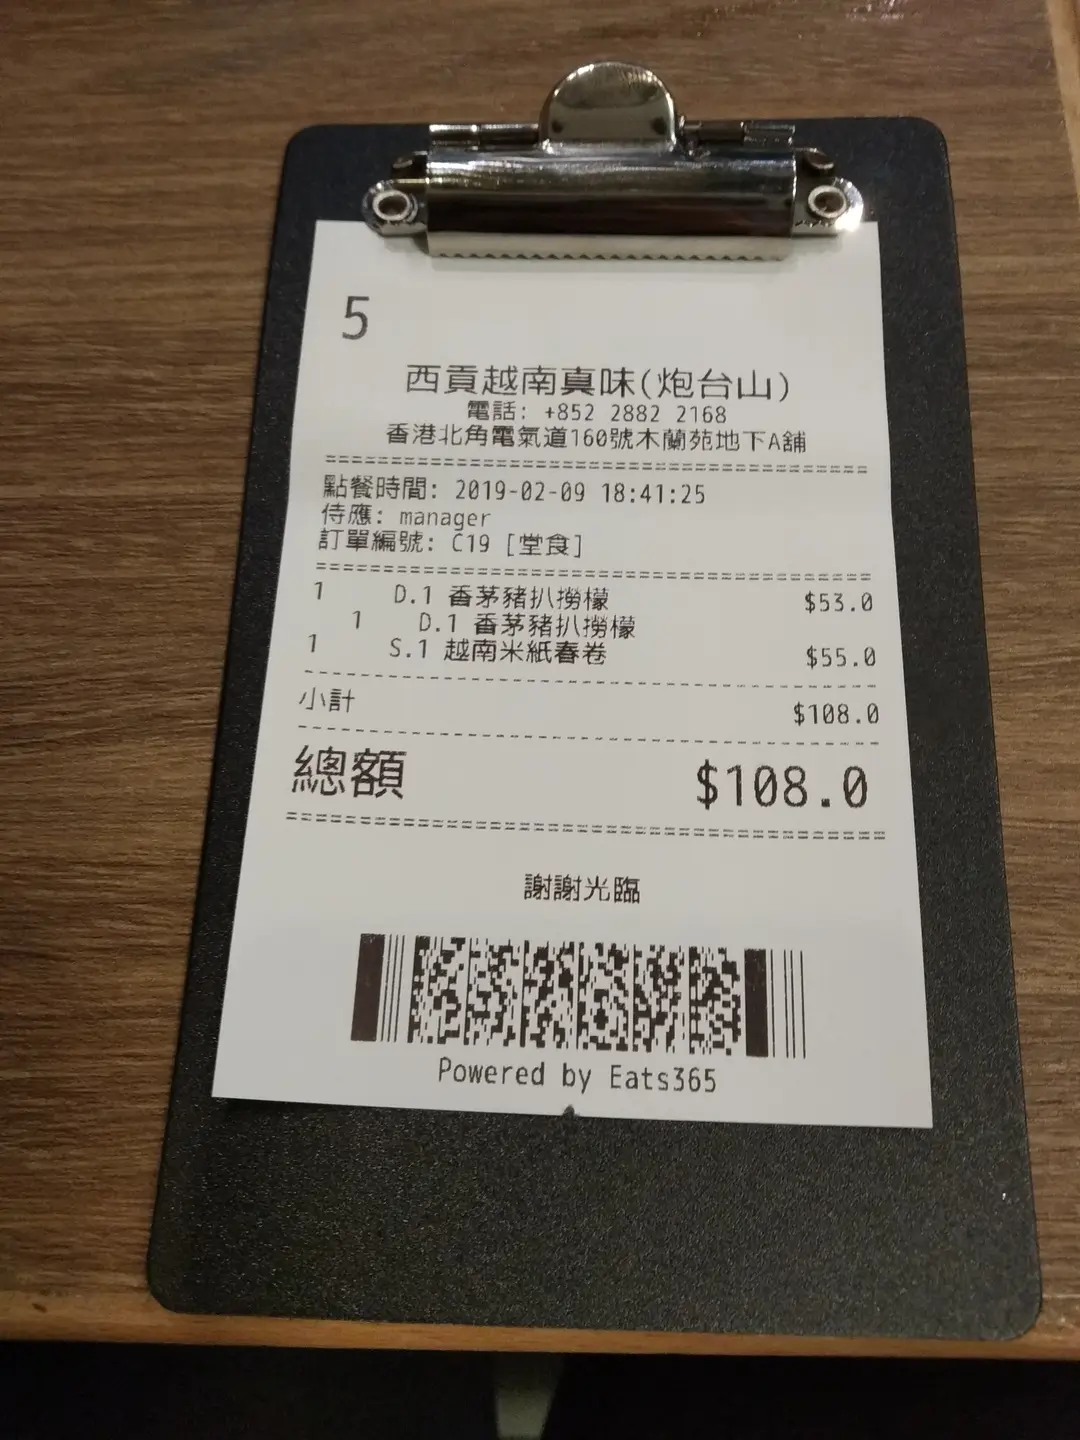 5
西貢越南真味(炮台山)
電話: +852 2882 2168
香港北角電氣道160號木蘭苑地下A舖
點餐時間: 2019-02-09 18:41:25
侍應: manager
訂單編號: C19 [堂食]
1 D.1 香茅豬扒撈檬 $53.0
1 D.1 香茅豬扒撈檬
1 S.1 越南米紙春卷 $55.0
小計 $108.0
總額 $108.0
謝謝光臨
Powered by Eats365